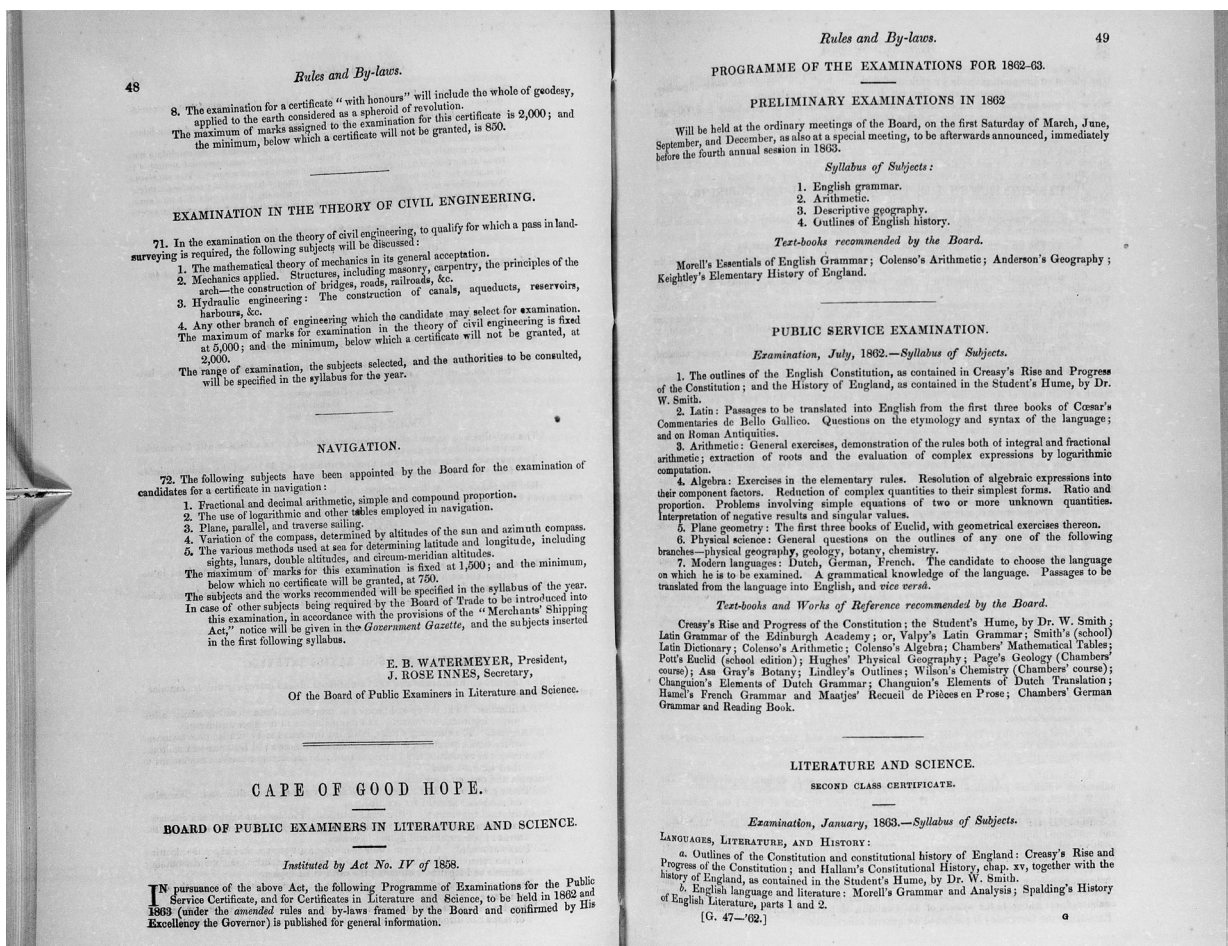 48
Rules and By-laws.
8. The examination for a certificate "with honours" will include the whole of geodesy,
applied to the earth considered as a spheroid of revolution.
The maximum of marks assigned to the examination for this certificate is 2,000; and
the minimum, below which a certificate will not be granted, is 850.
EXAMINATION IN THE THEORY OF CIVIL ENGINEERING.
71. In the examination on the theory of civil engineering, to qualify for which a pass in land-
surveying is required, the following subjects will be discussed:
1. The mathematical theory of mechanics in its general acceptation.
2. Mechanics applied. Structures, including masonry, carpentry, the principles of the
arch—the construction of bridges, roads, railroads, &c.
3. Hydraulic engineering: The construction of canals, aqueducts, reservoirs,
harbours, &c.
4. Any other branch of engineering which the candidate may select for examination.
The maximum of marks for examination in the theory of civil engineering is fixed
at 5,000; and the minimum, below which a certificate will not be granted, at
2,000.
The range of examination, the subjects selected, and the authorities to be consulted,
will be specified in the syllabus for the year.
NAVIGATION.
72. The following subjects have been appointed by the Board for the examination of
candidates for a certificate in navigation:
1. Fractional and decimal arithmetic, simple and compound proportion.
2. The use of logarithmic and other tables employed in navigation.
3. Plane, parallel, and traverse sailing.
4. Variation of the compass, determined by altitudes of the sun and azimuth compass.
5. The various methods used at sea for determining latitude and longitude, including
sights, lunars, double altitudes, and circum-meridian altitudes.
The maximum of marks for this examination is fixed at 1,500; and the minimum,
below which no certificate will be granted, at 750.
The subjects and the works recommended will be specified in the syllabus of the year.
In case of other subjects being required by the Board of Trade to be introduced into
this examination, in accordance with the provisions of the "Merchants' Shipping
Act," notice will be given in the Government Gazette, and the subjects inserted
in the first following syllabus.
E. B. WATERMEYER, President,
J. ROSE INNES, Secretary,
Of the Board of Public Examiners in Literature and Science.
CAPE OF GOOD HOPE.
BOARD OF PUBLIC EXAMINERS IN LITERATURE AND SCIENCE.
Instituted by Act No. IV of 1858.
IN pursuance of the above Act, the following Programme of Examinations for the Public
Service Certificate, and for Certificates in Literature and Science, to be held in 1862 and
1863 (under the amended rules and by-laws framed by the Board and confirmed by His
Excellency the Governor) is published for general information.
Rules and By-laws.
49
PROGRAMME OF THE EXAMINATIONS FOR 1862-63.
PRELIMINARY EXAMINATIONS IN 1862
Will be held at the ordinary meetings of the Board, on the first Saturday of March, June,
September, and December, as also at a special meeting, to be afterwards announced, immediately
before the fourth annual session in 1863.
Syllabus of Subjects:
1. English grammar.
2. Arithmetic.
3. Descriptive geography.
4. Outlines of English history.
Text-books recommended by the Board.
Morell's Essentials of English Grammar; Colenso's Arithmetic; Anderson's Geography;
Keightley's Elementary History of England.
PUBLIC SERVICE EXAMINATION.
Examination, July, 1862.—Syllabus of Subjects.
1. The outlines of the English Constitution, as contained in Creasy's Rise and Progress
of the Constitution; and the History of England, as contained in the Student's Hume, by Dr.
W. Smith.
2. Latin: Passages to be translated into English from the first three books of Cœsar's
Commentaries de Bello Gallico. Questions on the etymology and syntax of the language;
and on Roman Antiquities.
3. Arithmetic: General exercises, demonstration of the rules both of integral and fractional
arithmetic; extraction of roots and the evaluation of complex expressions by logarithmic
computation.
4. Algebra: Exercises in the elementary rules. Resolution of algebraic expressions into
their component factors. Reduction of complex quantities to their simplest forms. Ratio and
proportion. Problems involving simple equations of two or more unknown quantities.
Interpretation of negative results and singular values.
5. Plane geometry: The first three books of Euclid, with geometrical exercises thereon.
6. Physical science: General questions on the outlines of any one of the following
branches—physical geography, geology, botany, chemistry.
7. Modern languages: Dutch, German, French. The candidate to choose the language
on which he is to be examined. A grammatical knowledge of the language. Passages to be
translated from the language into English, and vice versâ.
Text-books and Works of Reference recommended by the Board.
Creasy's Rise and Progress of the Constitution; the Student's Hume, by Dr. W. Smith;
Latin Grammar of the Edinburgh Academy; or, Valpy's Latin Grammar; Smith's (school)
Latin Dictionary; Colenso's Arithmetic; Colenso's Algebra; Chambers' Mathematical Tables;
Pott's Euclid (school edition); Hughes' Physical Geography; Page's Geology (Chambers'
course); Asa Gray's Botany; Lindley's Outlines; Wilson's Chemistry (Chambers' course);
Changuion's Elements of Dutch Grammar; Changuion's Elements of Dutch Translation;
Hamel's French Grammar and Maatjes' Recueil de Pièces en Prose; Chambers' German
Grammar and Reading Book.
LITERATURE AND SCIENCE.
SECOND CLASS CERTIFICATE.
Examination, January, 1863.—Syllabus of Subjects.
LANGUAGES, LITERATURE, AND HISTORY:
a. Outlines of the Constitution and constitutional history of England: Creasy's Rise and
Progress of the Constitution; and Hallam's Constitutional History, chap. xv, together with the
history of England, as contained in the Student's Hume, by Dr. W. Smith.
b. English language and literature: Morell's Grammar and Analysis; Spalding's History
of English Literature, parts 1 and 2.
[G. 47—'62.]
G